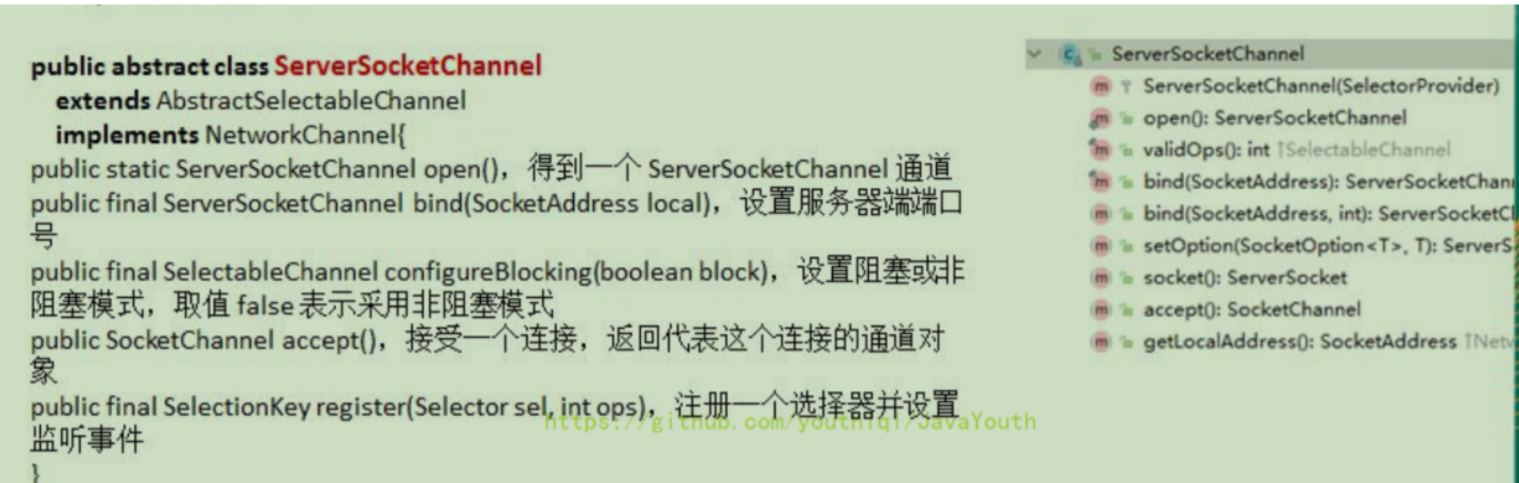 public abstract class ServerSocketChannel
extends AbstractSelectableChannel
implements NetworkChannel{
public static ServerSocketChannel open()，得到一个 ServerSocketChannel 通道
public final ServerSocketChannel bind(SocketAddress local)，设置服务器端端口
号
public final SelectableChannel configureBlocking(boolean block)，设置阻塞或非
阻塞模式，取值 false 表示采用非阻塞模式
public SocketChannel accept()，接受一个连接，返回代表这个连接的通道对
象
public final SelectionKey register(Selector sel, int ops)，注册一个选择器并设置
监听事件
}
https://github.com/youthlql/JavaYouth
ServerSocketChannel
ServerSocketChannel(SelectorProvider)
open(): ServerSocketChannel
validOps(): int ↑SelectableChannel
bind(SocketAddress): ServerSocketChan
bind(SocketAddress, int): ServerSocketC
setOption(SocketOption<T>, T): ServerS
socket(): ServerSocket
accept(): SocketChannel
getLocalAddress(): SocketAddress ↑Netw